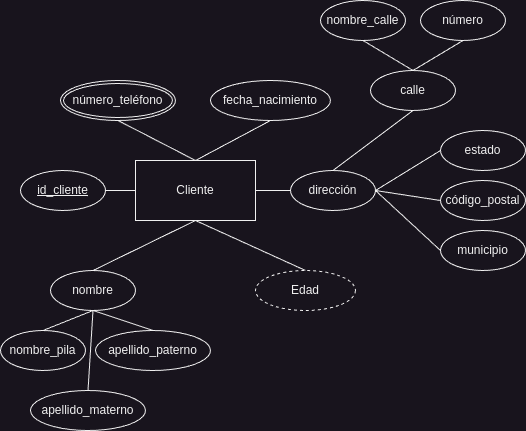 nombre_calle
número
calle
número_teléfono
fecha_nacimiento
estado
id_cliente
Cliente
dirección
código_postal
municipio
nombre
Edad
nombre_pila
apellido_paterno
apellido_materno